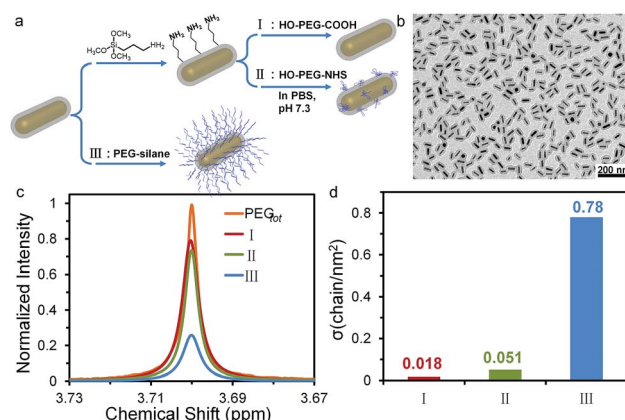 a
OCH₃
H₃CO
Si
HH₂
OCH₃
OCH₃
NH₂
NH₂
NH₂
I : HO-PEG-COOH
II : HO-PEG-NHS
In PBS,
pH 7.3
III : PEG-silane
b
200 nm
c
Normalized Intensity
1
0.8
0.6
0.4
0.2
0
PEGtot
I
II
III
3.73
3.71
3.69
3.67
Chemical Shift (ppm)
d
σ(chain/nm²)
0.8
0.6
0.4
0.2
0
0.018
0.051
0.78
I
II
III